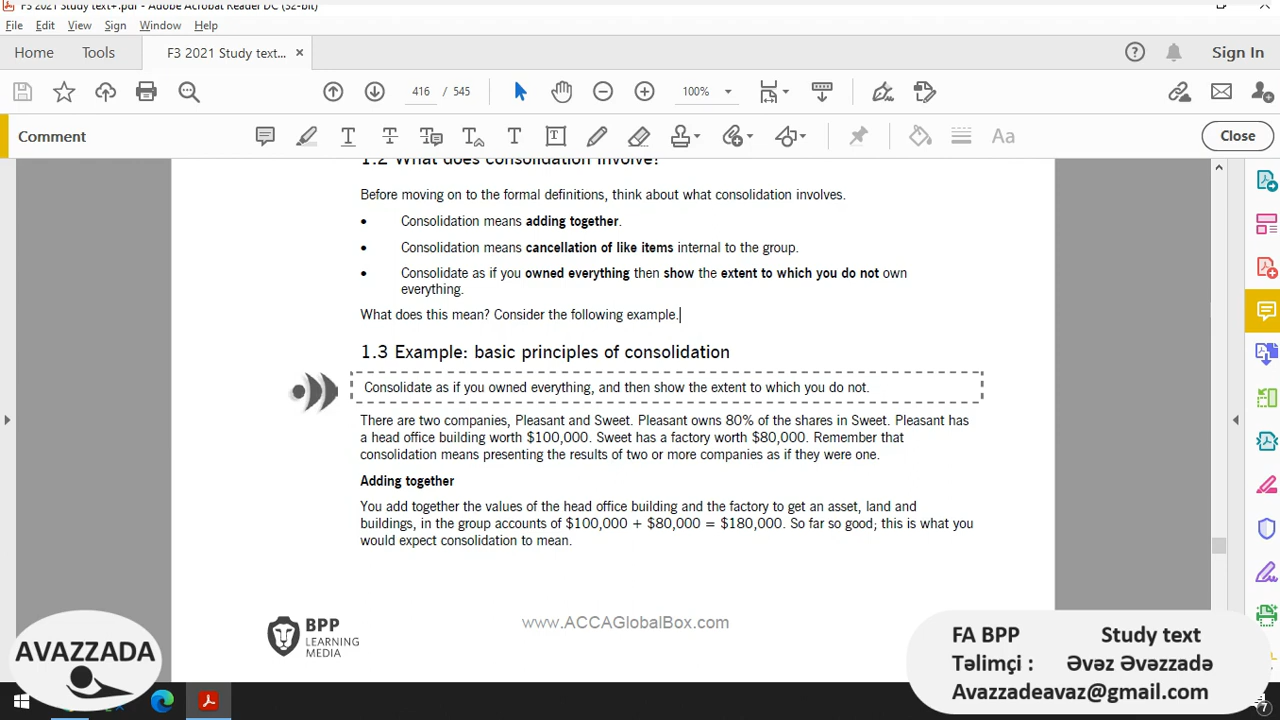 F3 2021 Study text+.pdf - Adobe Acrobat Reader DC (32-bit)
File Edit View Sign Window Help
Home Tools F3 2021 Study text... × Sign In
416 / 545 100%
Comment Close
1.2 What does consolidation involve?
Before moving on to the formal definitions, think about what consolidation involves.
• Consolidation means adding together.
• Consolidation means cancellation of like items internal to the group.
• Consolidate as if you owned everything then show the extent to which you do not own
everything.
What does this mean? Consider the following example.
1.3 Example: basic principles of consolidation
Consolidate as if you owned everything, and then show the extent to which you do not.
There are two companies, Pleasant and Sweet. Pleasant owns 80% of the shares in Sweet. Pleasant has
a head office building worth $100,000. Sweet has a factory worth $80,000. Remember that
consolidation means presenting the results of two or more companies as if they were one.
Adding together
You add together the values of the head office building and the factory to get an asset, land and
buildings, in the group accounts of $100,000 + $80,000 = $180,000. So far so good; this is what you
would expect consolidation to mean.
BPP
LEARNING
MEDIA
www.ACCAGlobalBox.com
AVAZZADA
FA BPP Study text
Təlimçi : Əvəz Əvəzzadə
Avazzadeavaz@gmail.com